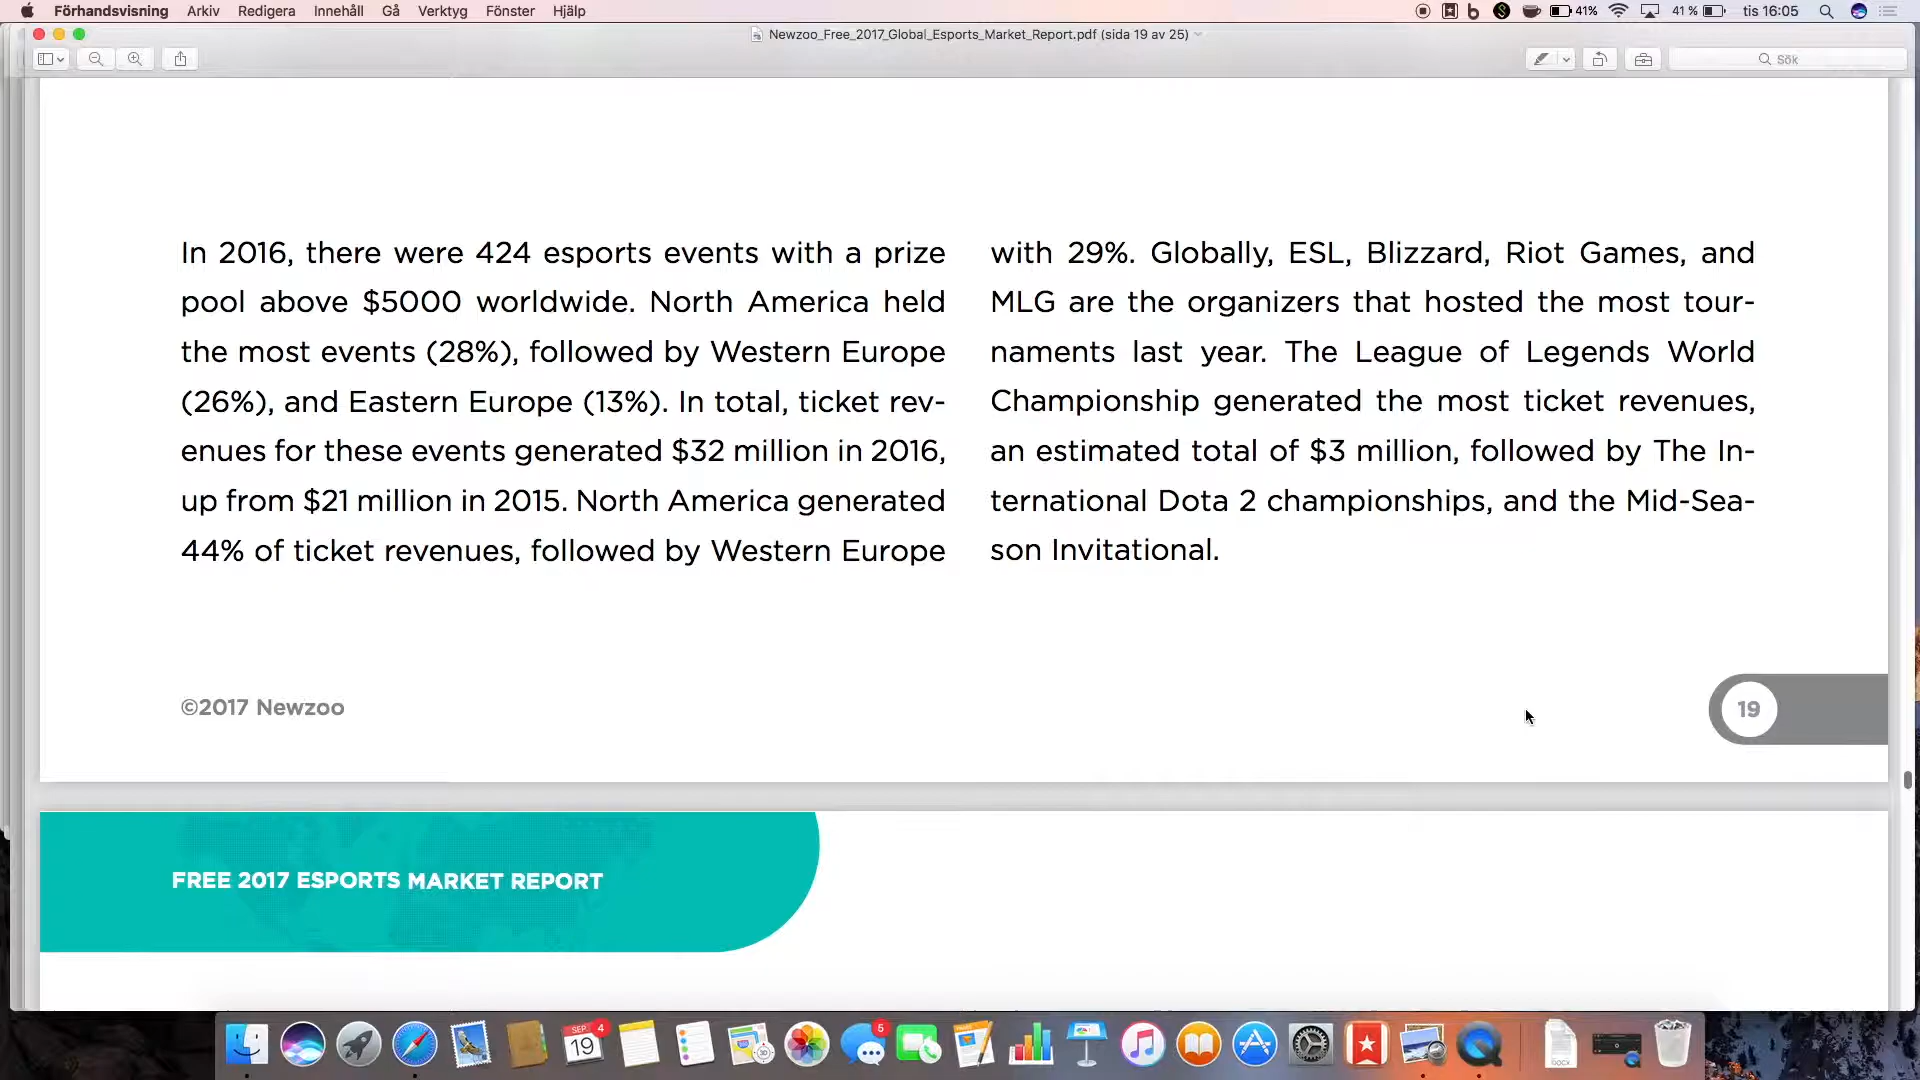 Förhandsvisning Arkiv Redigera Innehåll Gå Verktyg Fönster Hjälp 41% 41 % tis 16:05
Newzoo_Free_2017_Global_Esports_Market_Report.pdf (sida 19 av 25)
Sök
In 2016, there were 424 esports events with a prize
pool above $5000 worldwide. North America held
the most events (28%), followed by Western Europe
(26%), and Eastern Europe (13%). In total, ticket rev-
enues for these events generated $32 million in 2016,
up from $21 million in 2015. North America generated
44% of ticket revenues, followed by Western Europe
with 29%. Globally, ESL, Blizzard, Riot Games, and
MLG are the organizers that hosted the most tour-
naments last year. The League of Legends World
Championship generated the most ticket revenues,
an estimated total of $3 million, followed by The In-
ternational Dota 2 championships, and the Mid-Sea-
son Invitational.
©2017 Newzoo
19
FREE 2017 ESPORTS MARKET REPORT
SEP
19
4
5
DOCX